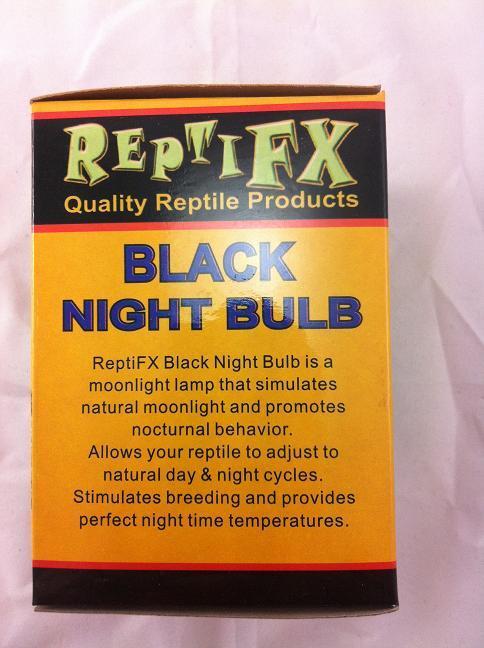 REPTIFX
Quality Reptile Products
BLACK
NIGHT BULB
ReptiFX Black Night Bulb is a
moonlight lamp that simulates
natural moonlight and promotes
nocturnal behavior.
Allows your reptile to adjust to
natural day & night cycles.
Stimulates breeding and provides
perfect night time temperatures.